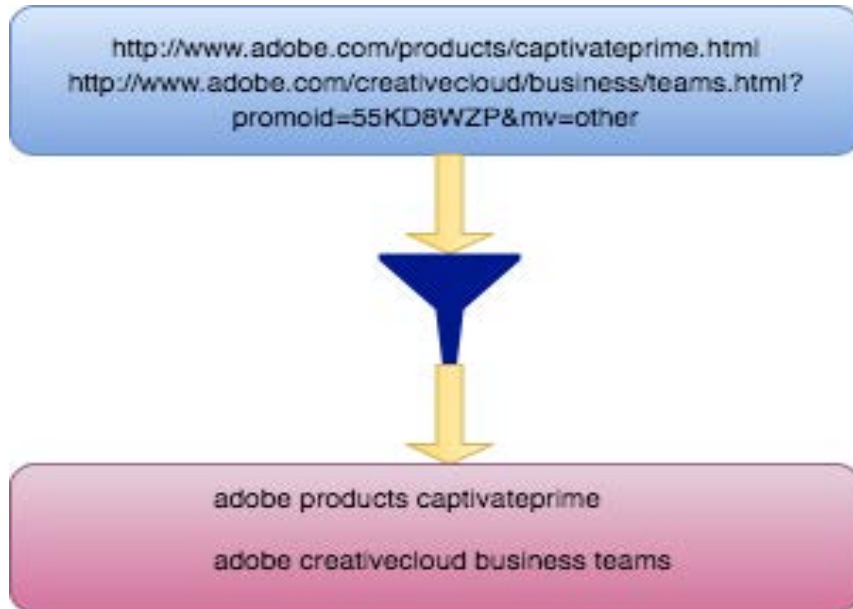 http://www.adobe.com/products/captivateprime.html
http://www.adobe.com/creativecloud/business/teams.html?
promoid=55KD8WZP&mv=other
adobe products captivateprime
adobe creativecloud business teams